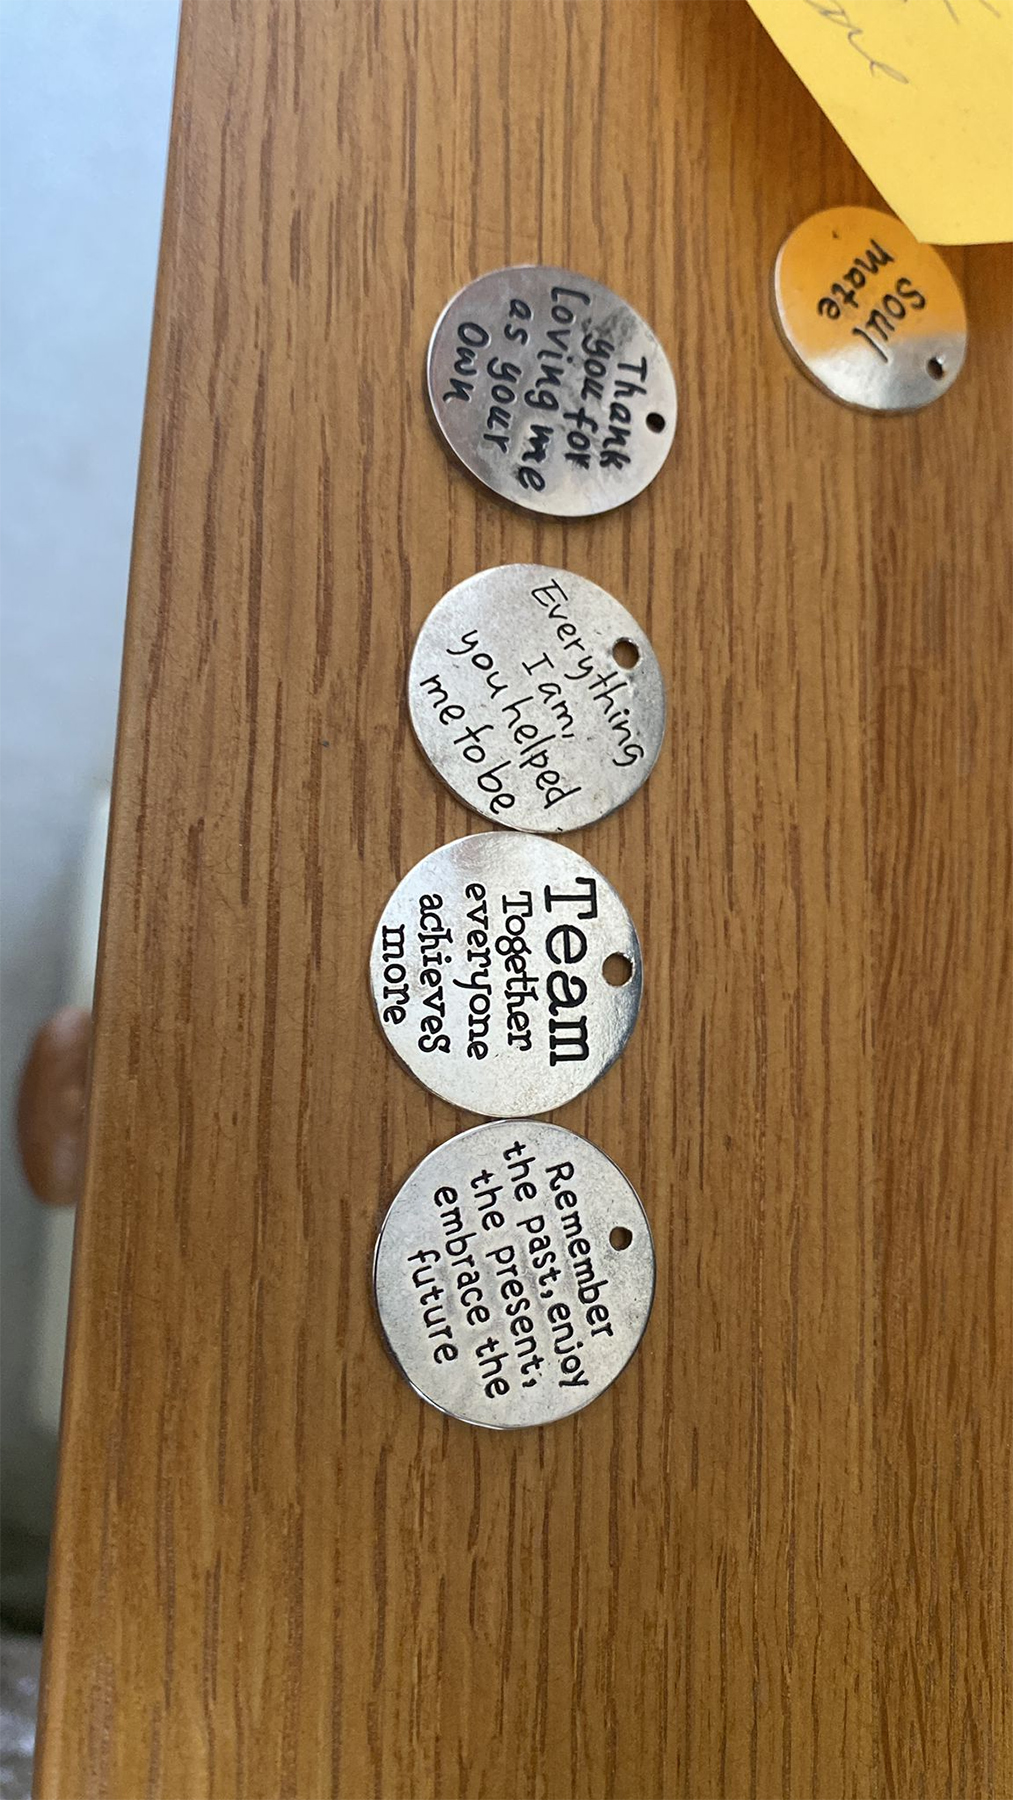 Soul
mate
Thank
you for
loving me
as your
own
Everything
I am,
you helped
me to be
Team
Together
everyone
achieves
more
Remember
the past, enjoy
the present,
embrace the
future